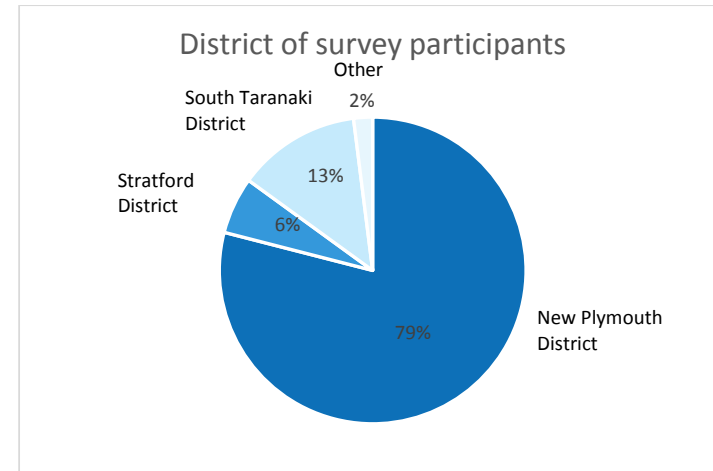 District of survey participants
Other
2%
South Taranaki
District
13%
Stratford
District
6%
New Plymouth
District
79%